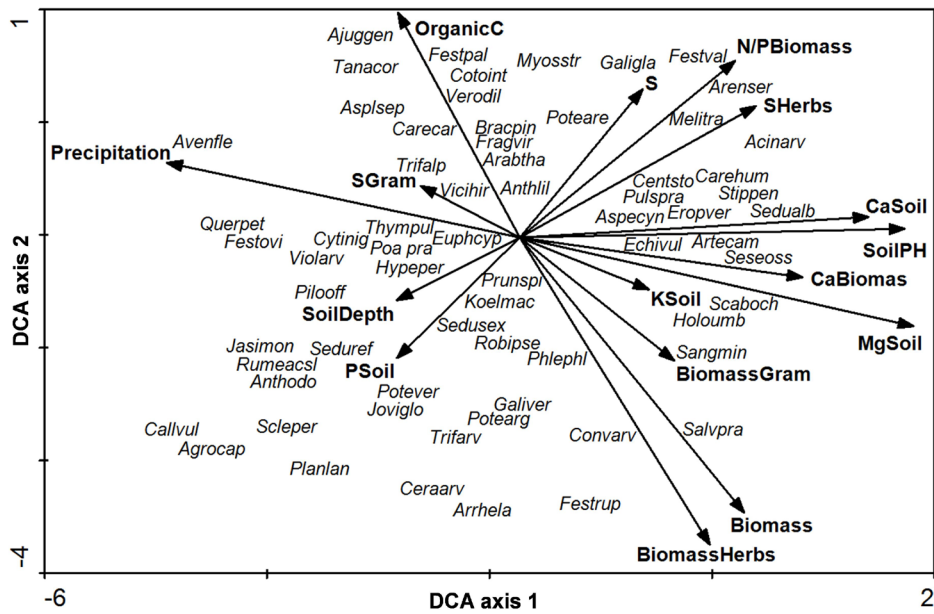 1
OrganicC
Ajuggen
Festpal
N/PBiomass
Tanacor
Cotoint
Myosstr
Galigla
Festval
Verodil
S
Arenser
Asplsep
SHerbs
Carecar
Bracpin
Poteare
Melitra
Avenfle
Fragvir
Acinarv
Precipitation
Arabtha
Trifalp
SGram
Vicihir
Anthlil
Centsto
Carehum
Pulspra
Stippen
CaSoil
Querpet
Thympul
Aspecyn
Eropver
Sedualb
Festovi
Cytinig
Euphcyp
Violarv
Poa pra
Echivul
Artecam
SoilPH
Hypeper
Seseoss
Prunspi
CaBiomas
Pilooff
Koelmac
KSoil
Scaboch
SoilDepth
Holoumb
Sedusex
MgSoil
Jasimon
Seduref
Robipse
Rumeacsl
PSoil
Phlephl
Sangmin
Anthodo
BiomassGram
Potever
Joviglo
Galiver
Callvul
Scleper
Potearg
Agrocap
Trifarv
Convarv
Salvpra
Planlan
Ceraarv
Arrhela
Festrup
Biomass
BiomassHerbs
DCA axis 2
-4
-6
DCA axis 1
2